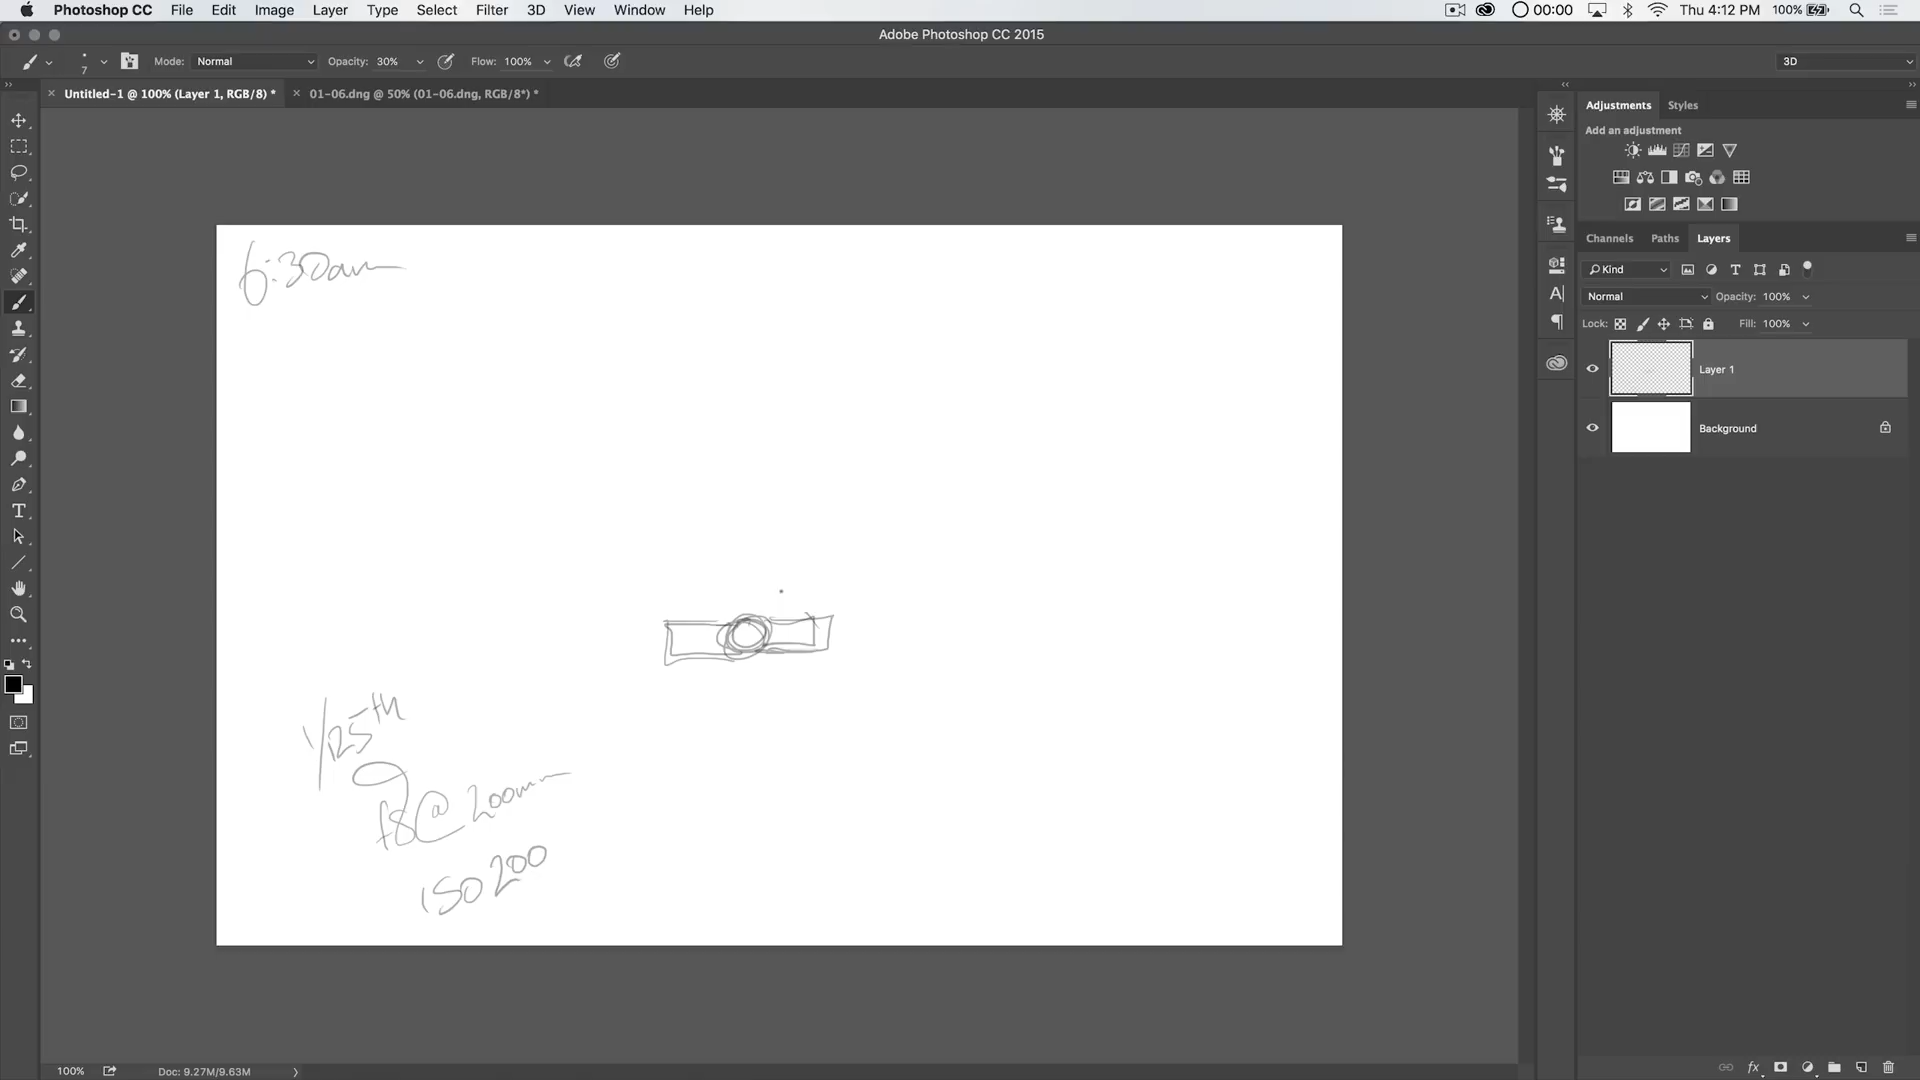 Photoshop CC File Edit Image Layer Type Select Filter 3D View Window Help 00:00 Thu 4:12 PM 100%
Adobe Photoshop CC 2015
7 Mode: Normal Opacity: 30% Flow: 100% 3D
Untitled-1 @ 100% (Layer 1, RGB/8) * 01-06.dng @ 50% (01-06.dng, RGB/8*) *
Adjustments Styles
Add an adjustment
Channels Paths Layers
Kind
Normal Opacity: 100%
Lock: Fill: 100%
Layer 1
Background
6:30am
1/125th
f8 @ 200mm
ISO 200
100% Doc: 9.27M/9.63M